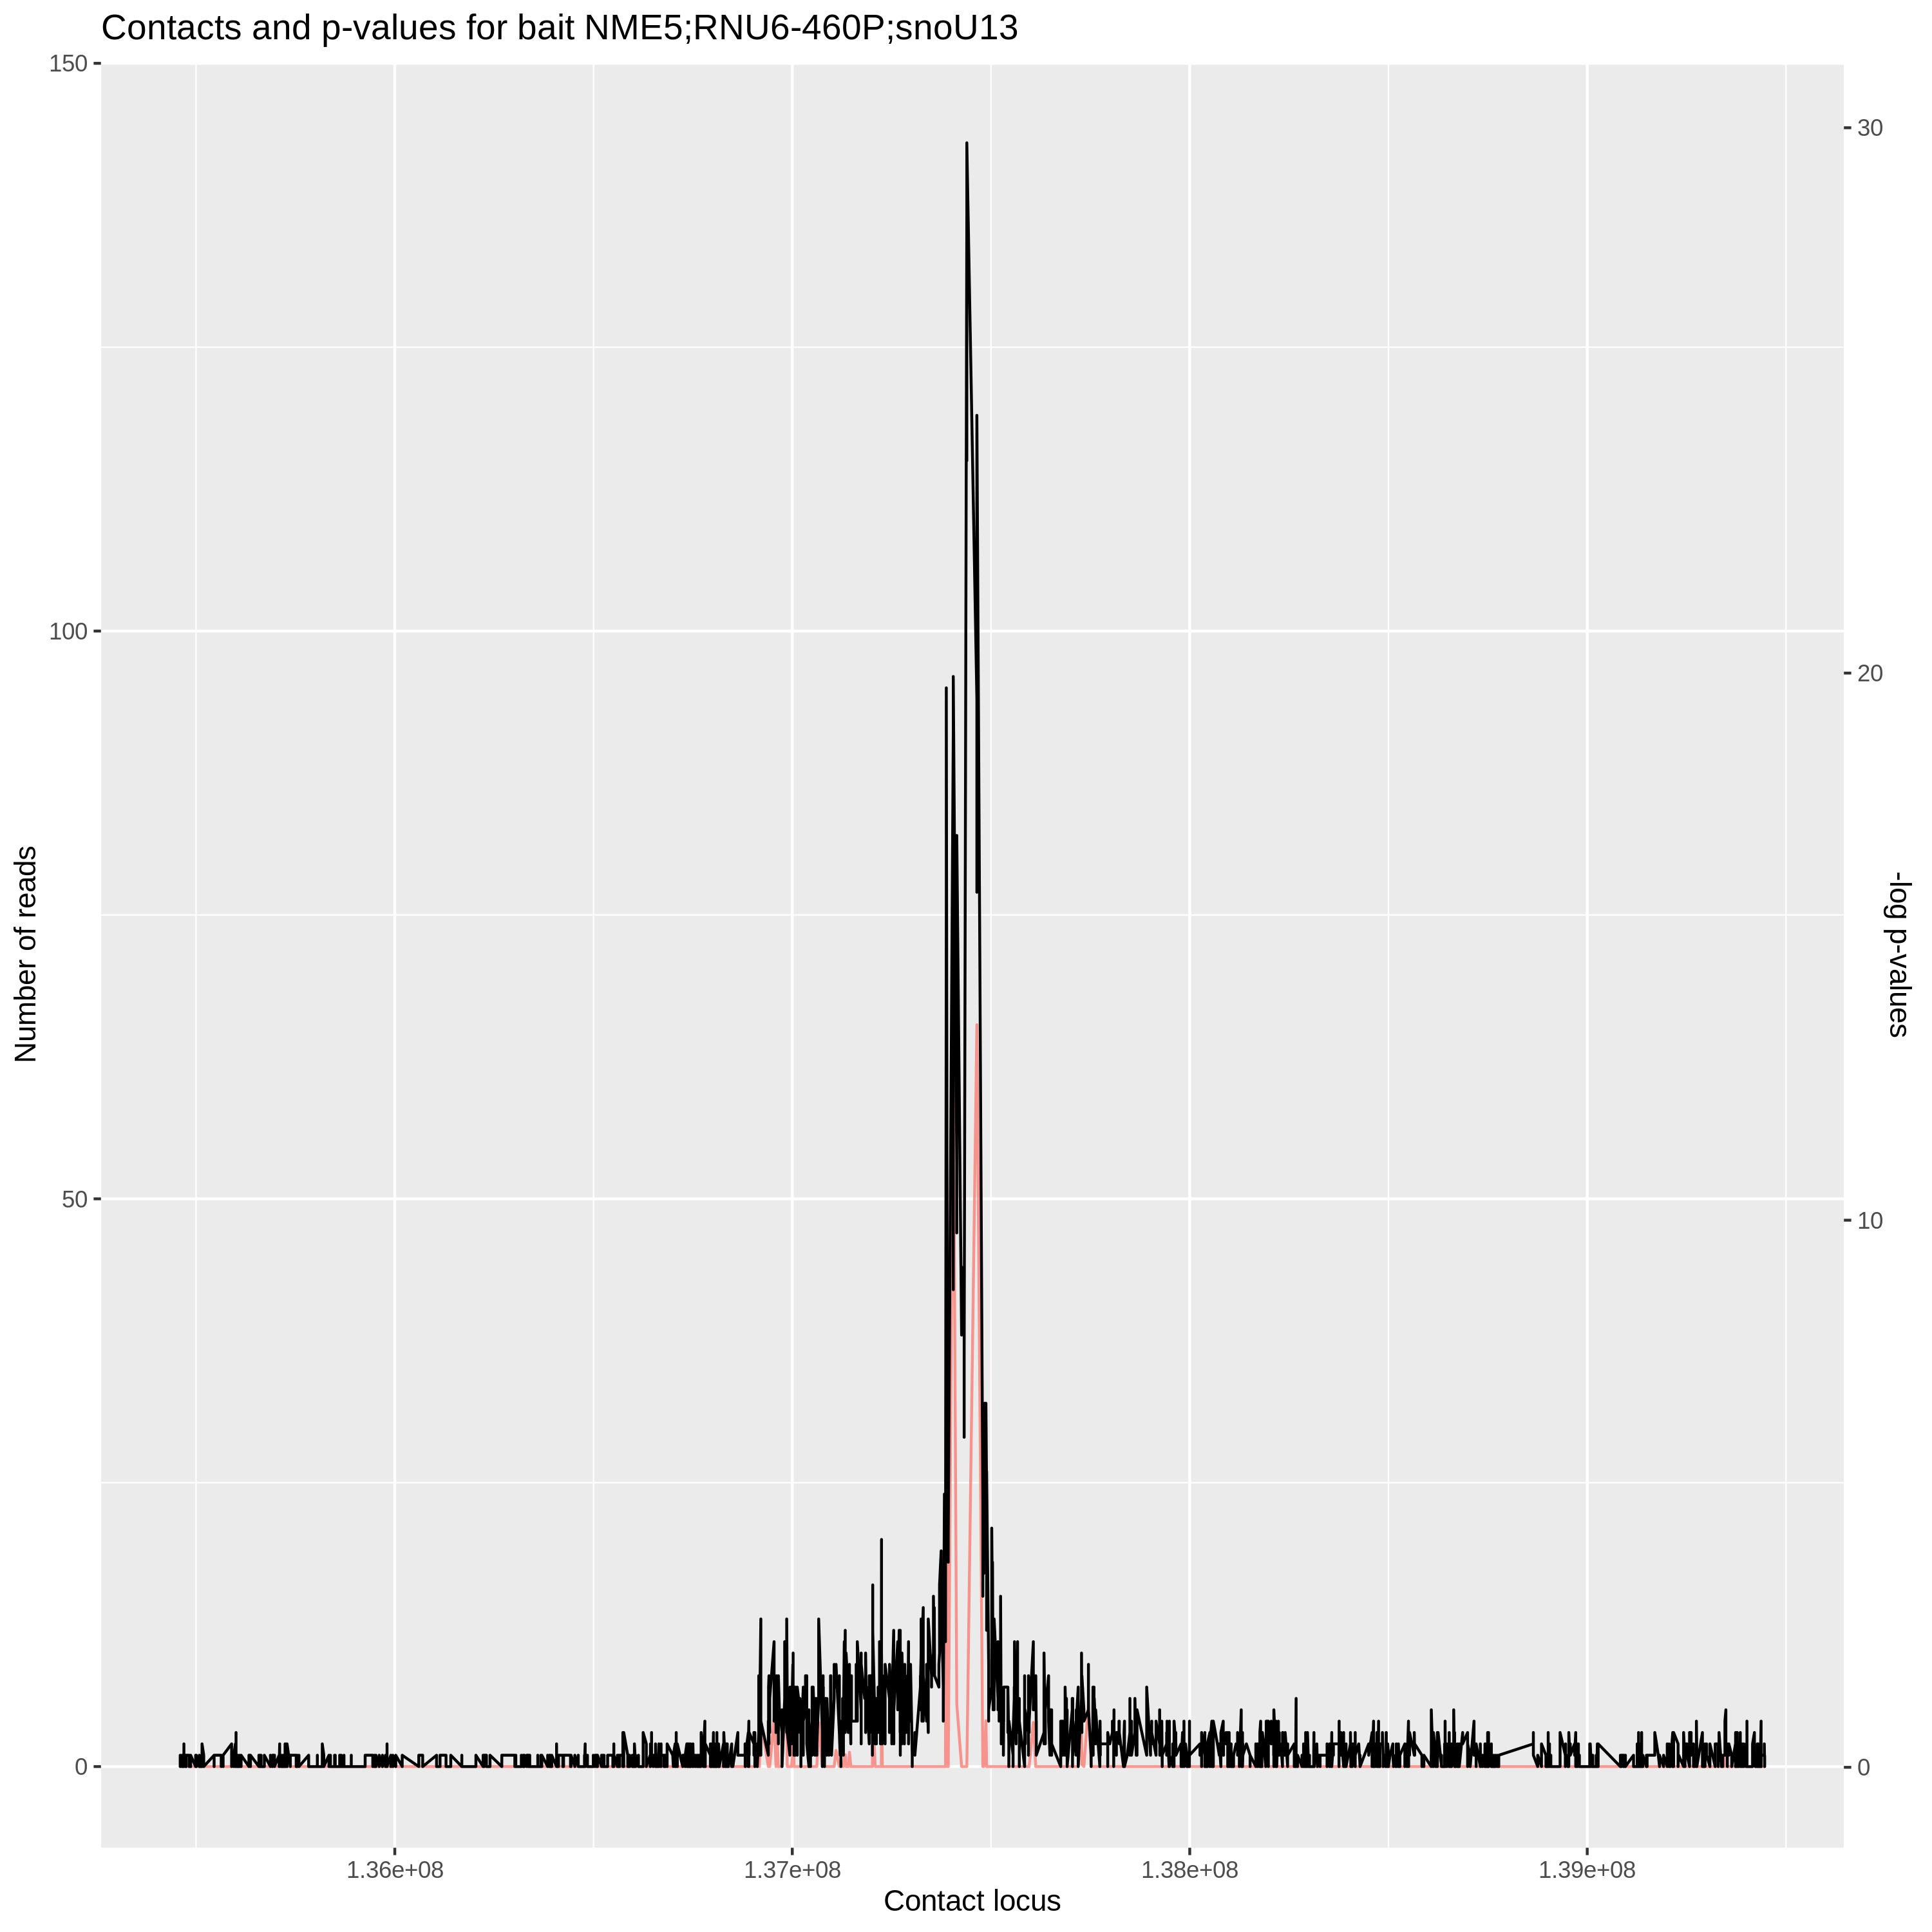 Contacts and p-values for bait NME5;RNU6-460P;snoU13
150
100
50
0
Number of reads
30
20
10
0
-log p-values
1.36e+08
1.37e+08
1.38e+08
1.39e+08
Contact locus